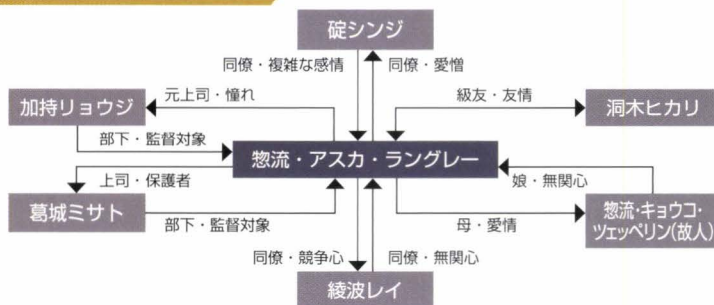 碇シンジ
同僚・複雑な感情
同僚・愛憎
加持リョウジ
元上司・憧れ
級友・友情
洞木ヒカリ
部下・監督対象
惣流・アスカ・ラングレー
上司・保護者
娘・無関心
葛城ミサト
部下・監督対象
母・愛情
惣流・キョウコ・
ツェッペリン(故人)
同僚・競争心
同僚・無関心
綾波レイ